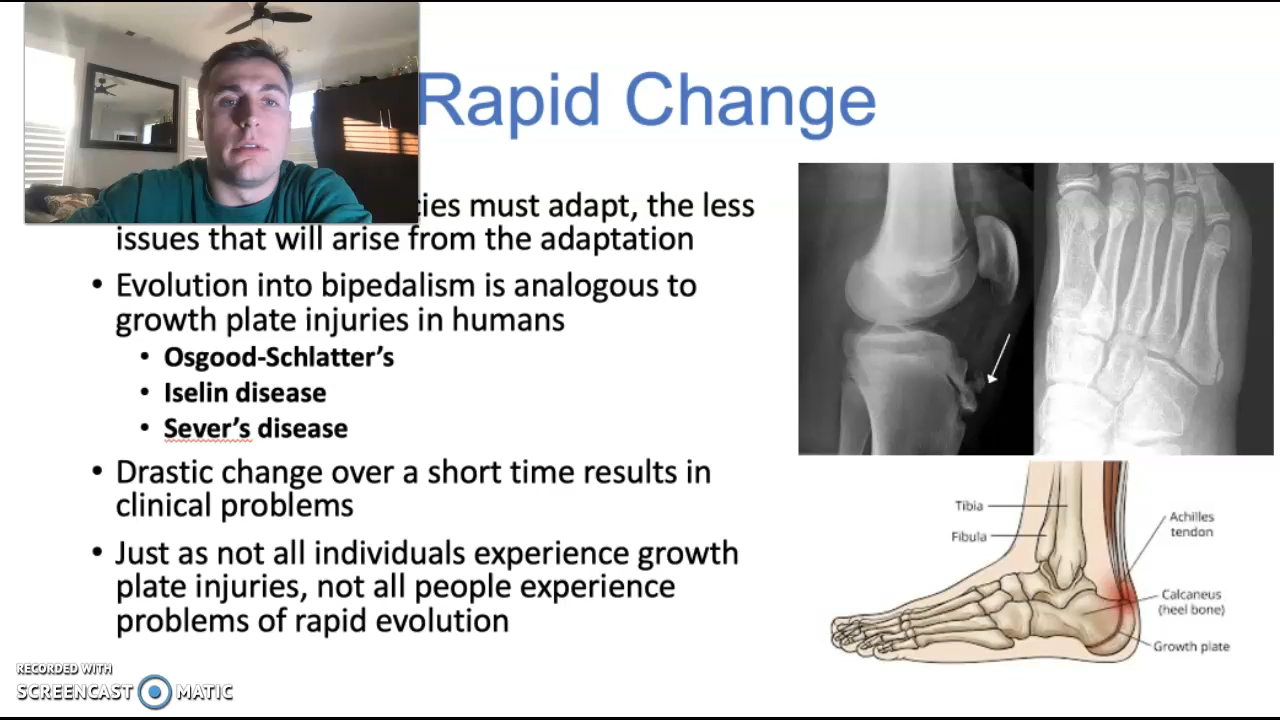 Rapid Change
cies must adapt, the less
issues that will arise from the adaptation
• Evolution into bipedalism is analogous to
growth plate injuries in humans
• Osgood-Schlatter’s
• Iselin disease
• Sever’s disease
• Drastic change over a short time results in
clinical problems
• Just as not all individuals experience growth
plate injuries, not all people experience
problems of rapid evolution
Tibia
Fibula
Achilles
tendon
Calcaneus
(heel bone)
Growth plate
RECORDED WITH
SCREENCAST MATIC